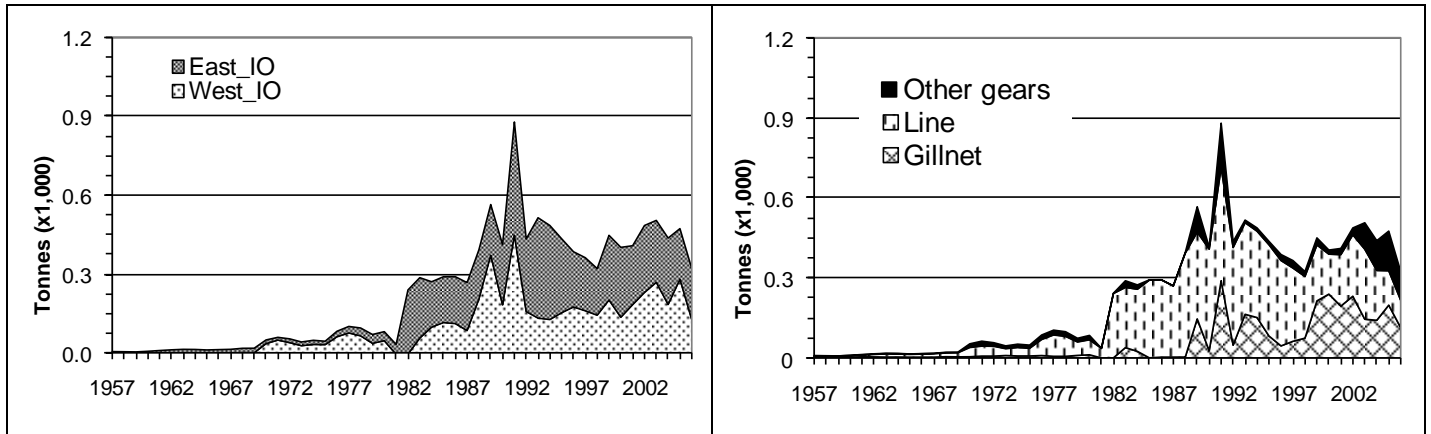 1.2
0.9
0.6
0.3
0.0
Tonnes (x1,000)
East_IO
West_IO
1957 1962 1967 1972 1977 1982 1987 1992 1997 2002
1.2
0.9
0.6
0.3
0
Tonnes (x1,000)
Other gears
Line
Gillnet
1957 1962 1967 1972 1977 1982 1987 1992 1997 2002